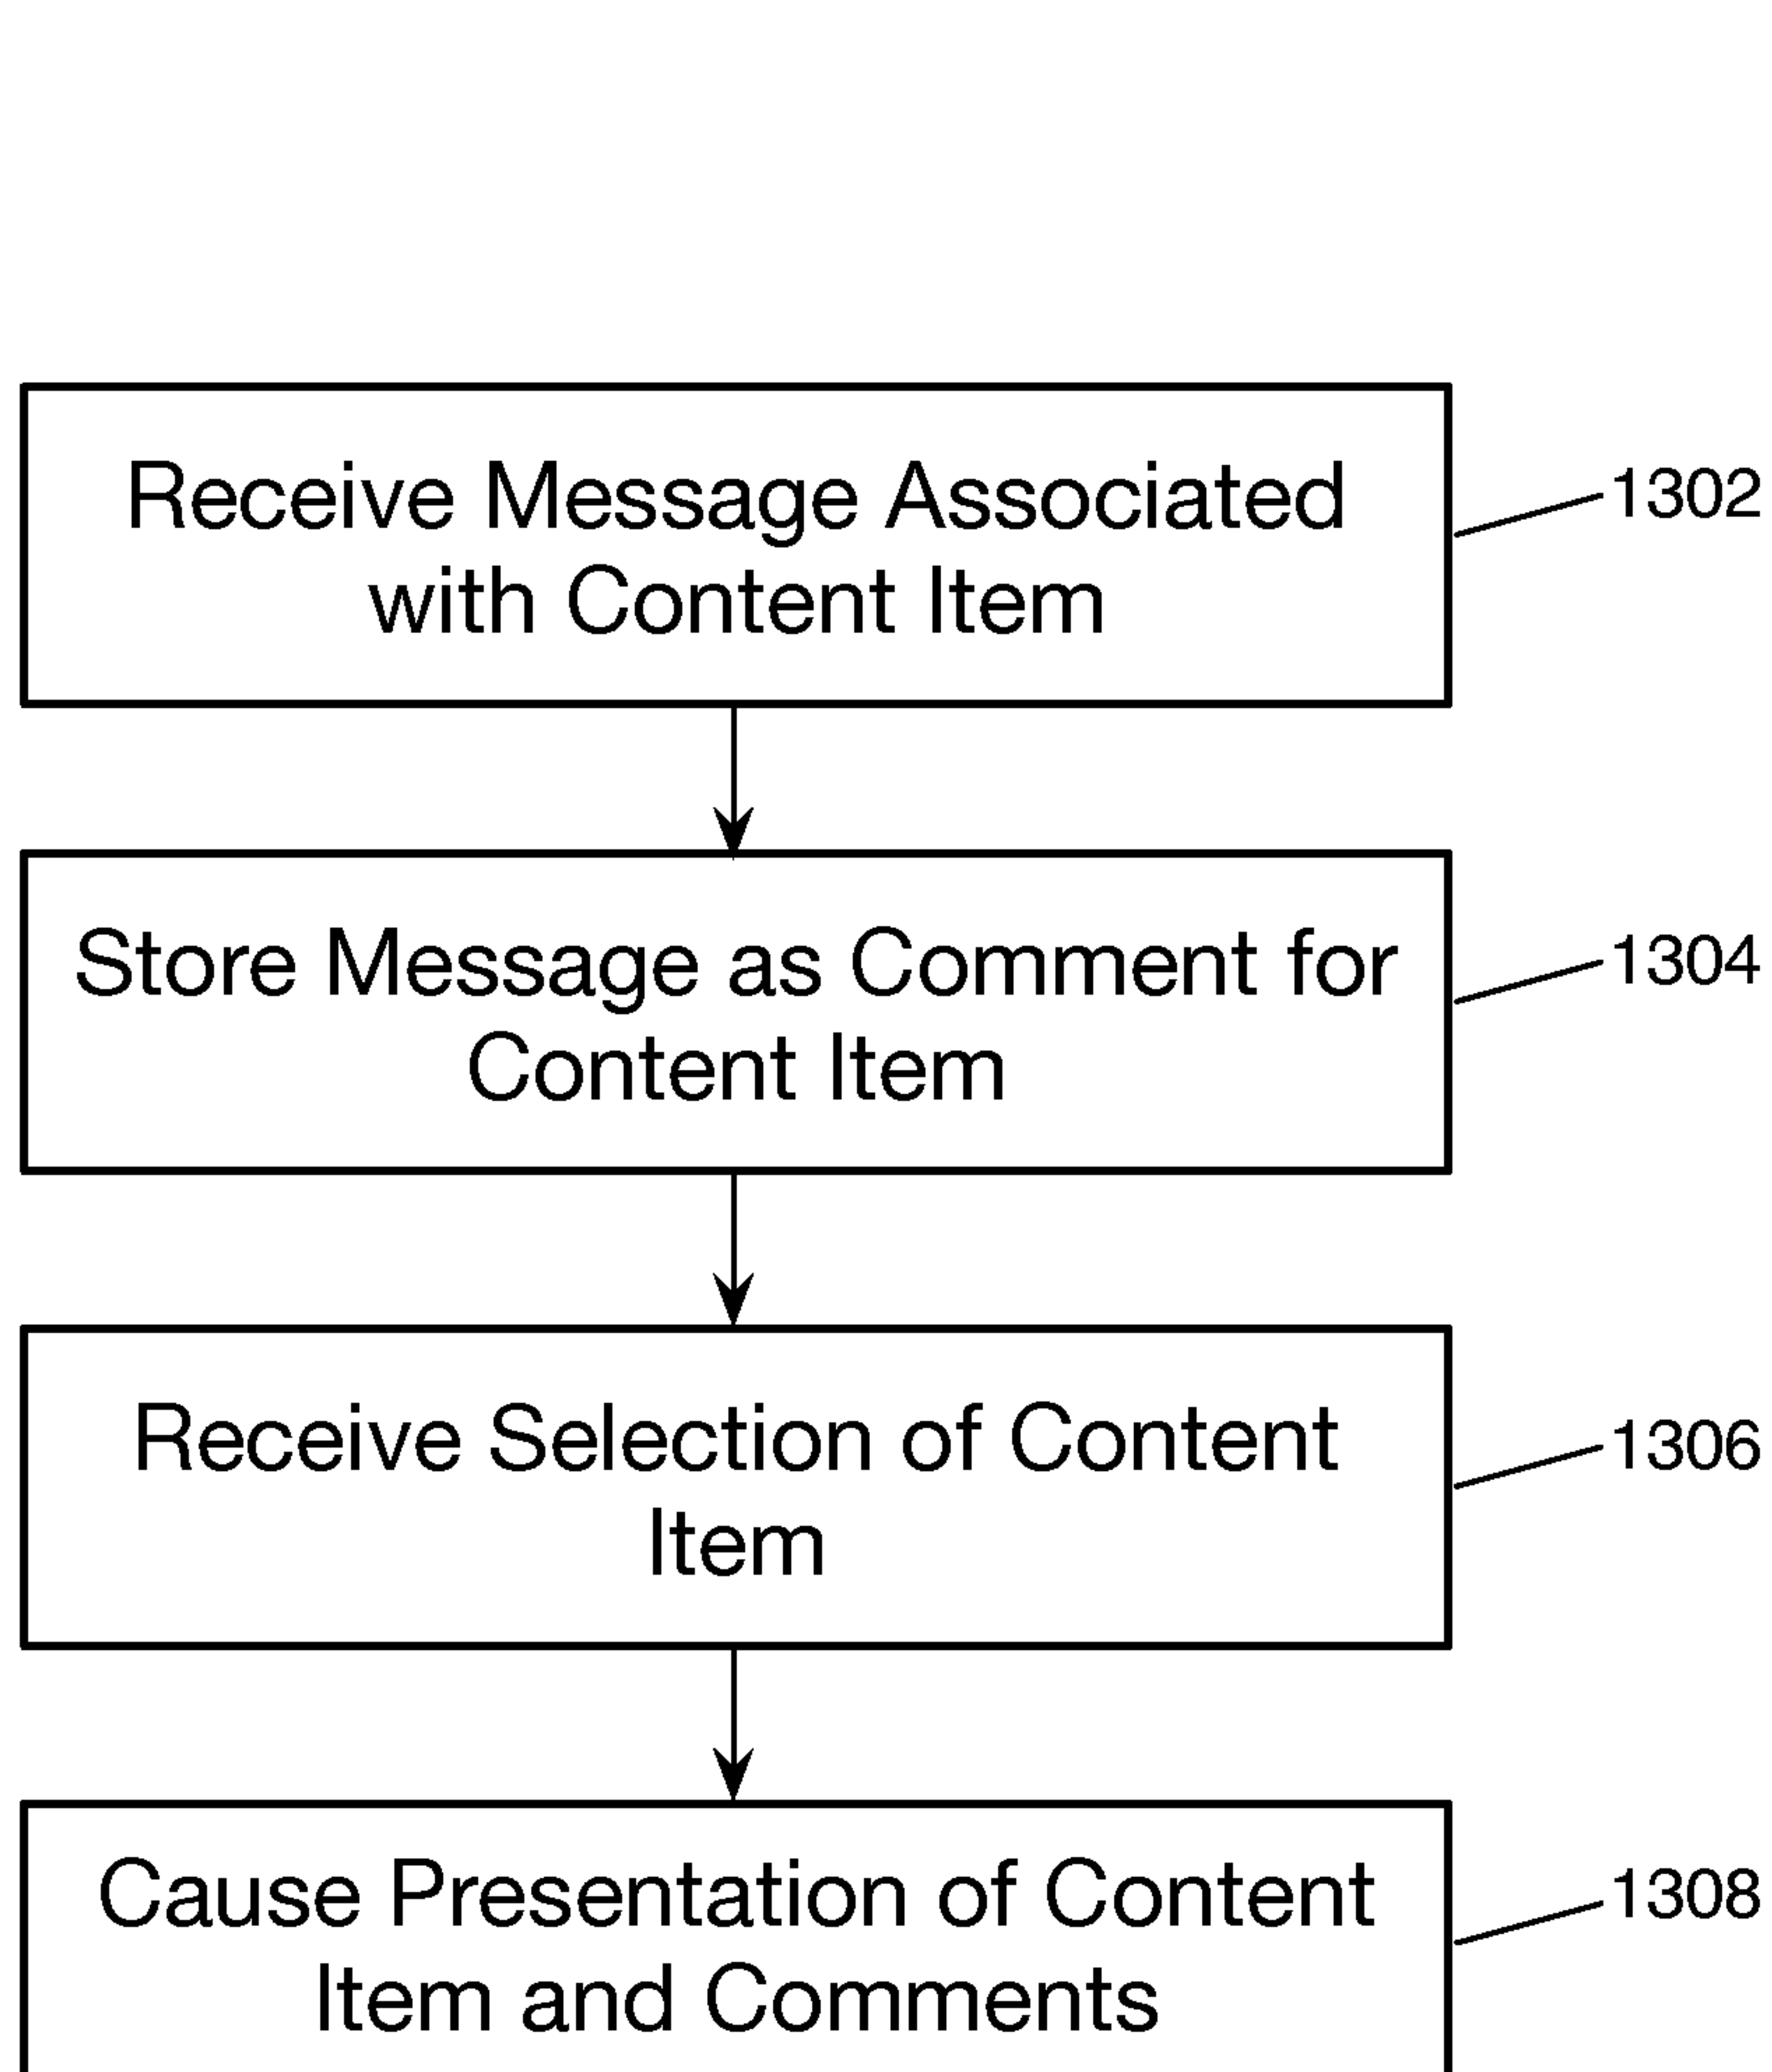 Receive Message Associated
with Content Item
1302
Store Message as Comment for
Content Item
1304
Receive Selection of Content
Item
1306
Cause Presentation of Content
Item and Comments
1308